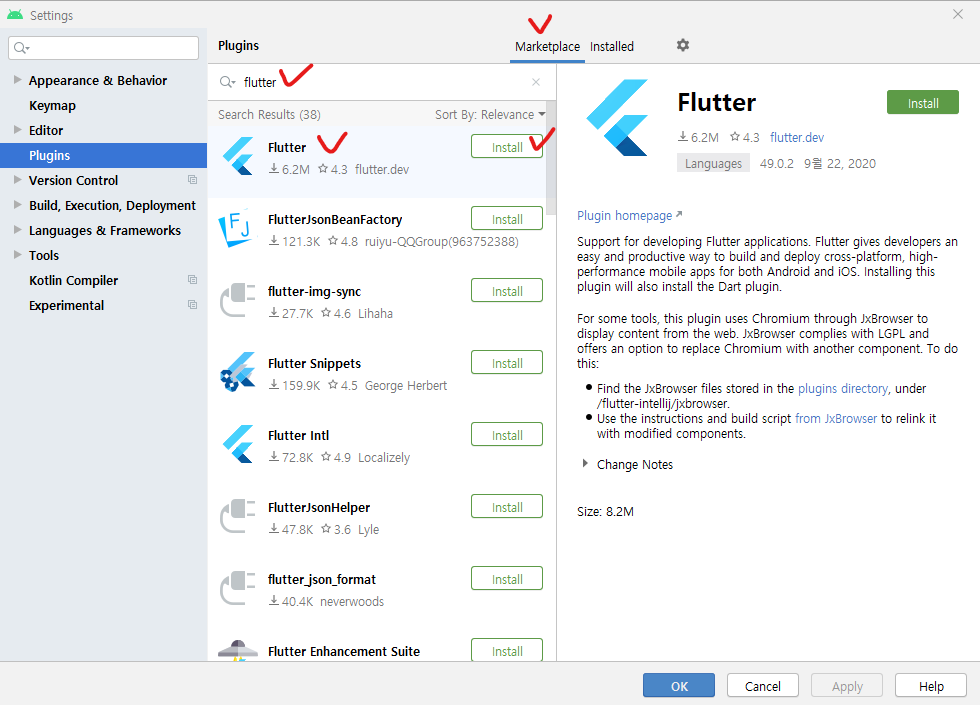 Settings
Appearance & Behavior
Keymap
Editor
Plugins
Version Control
Build, Execution, Deployment
Languages & Frameworks
Tools
Kotlin Compiler
Experimental
Plugins
Marketplace
Installed
flutter
Search Results (38)
Sort By: Relevance
Flutter
Install
6.2M 4.3 flutter.dev
FlutterJsonBeanFactory
Install
121.3K 4.8 ruiyu-QQGroup(963752388)
flutter-img-sync
Install
27.7K 4.6 Lihaha
Flutter Snippets
Install
159.9K 4.5 George Herbert
Flutter Intl
Install
72.8K 4.9 Localizely
FlutterJsonHelper
Install
47.8K 3.6 Lyle
flutter_json_format
Install
40.4K neverwoods
Flutter Enhancement Suite
Install
FJ
Flutter
Install
6.2M 4.3 flutter.dev
Languages 49.0.2 9월 22, 2020
Plugin homepage
Support for developing Flutter applications. Flutter gives developers an
easy and productive way to build and deploy cross-platform, high-
performance mobile apps for both Android and iOS. Installing this
plugin will also install the Dart plugin.
For some tools, this plugin uses Chromium through JxBrowser to
display content from the web. JxBrowser complies with LGPL and
offers an option to replace Chromium with another component. To do
this:
Find the JxBrowser files stored in the plugins directory, under
/flutter-intellij/jxbrowser.
Use the instructions and build script from JxBrowser to relink it
with modified components.
Change Notes
Size: 8.2M
OK
Cancel
Apply
Help